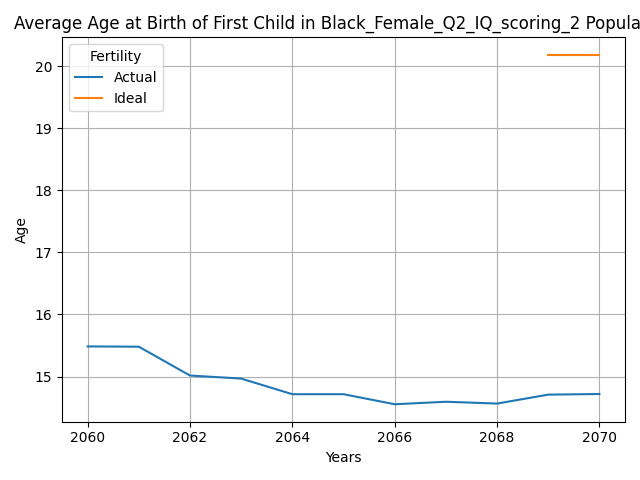 Average Age at Birth of First Child in Black_Female_Q2_IQ_scoring_2 Popula
Fertility
Actual
Ideal
20
19
18
17
16
15
Age
2060 2062 2064 2066 2068 2070
Years